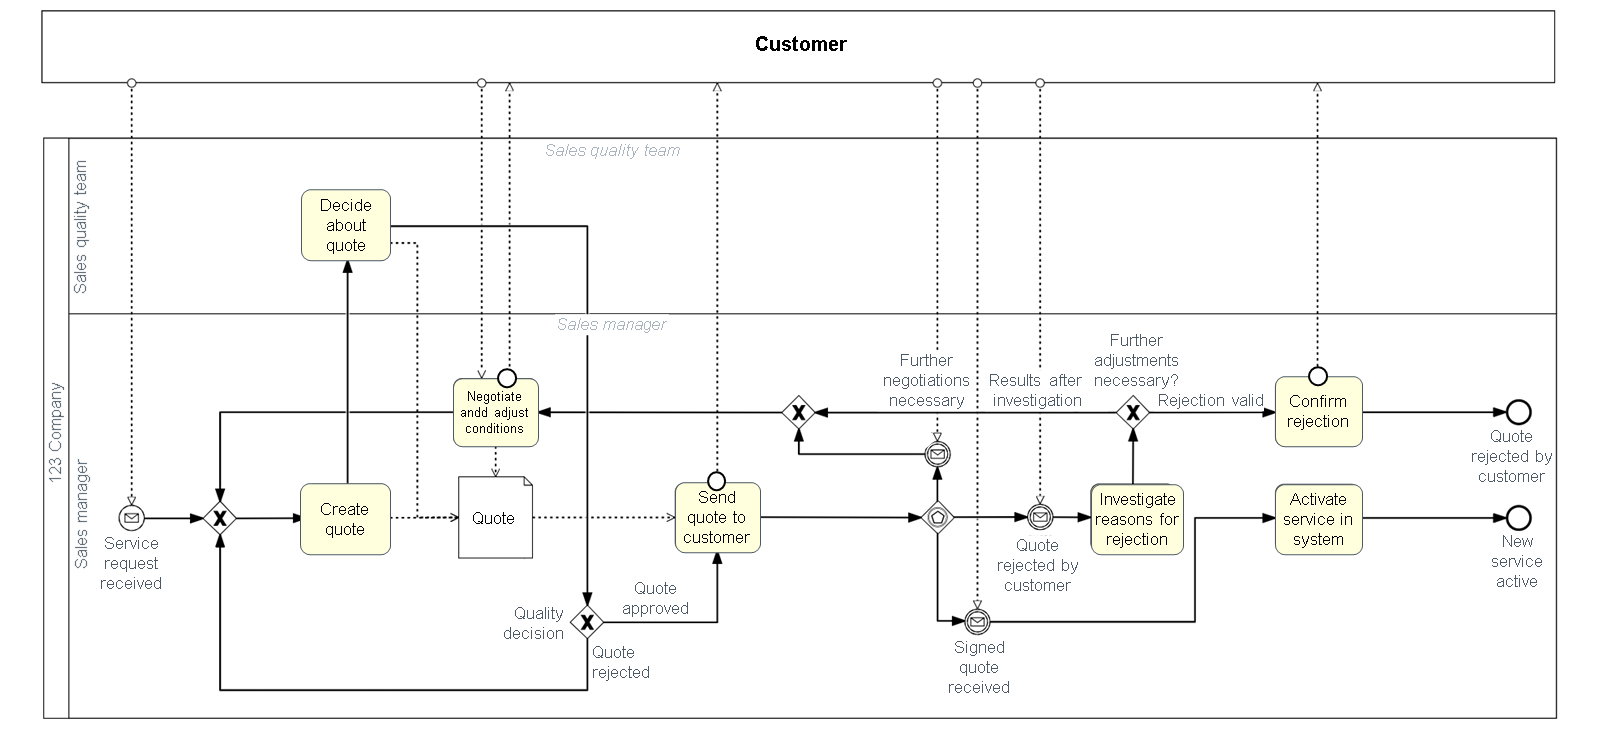 Customer
Sales quality team
Sales quality team
Decide
about
quote
123 Company
Sales manager
Sales manager
Negotiate
andd adjust
conditions
Further
negotiations
necessary
Results after
investigation
Further
adjustments
necessary?
Rejection valid
Confirm
rejection
Quote
rejected by
customer
X
X
X
Service
request
received
Create
quote
Quote
Send
quote to
customer
Quote
rejected by
customer
Investigate
reasons for
rejection
Activate
service in
system
New
service
active
Quality
decision
X
Quote
approved
Quote
rejected
Signed
quote
received